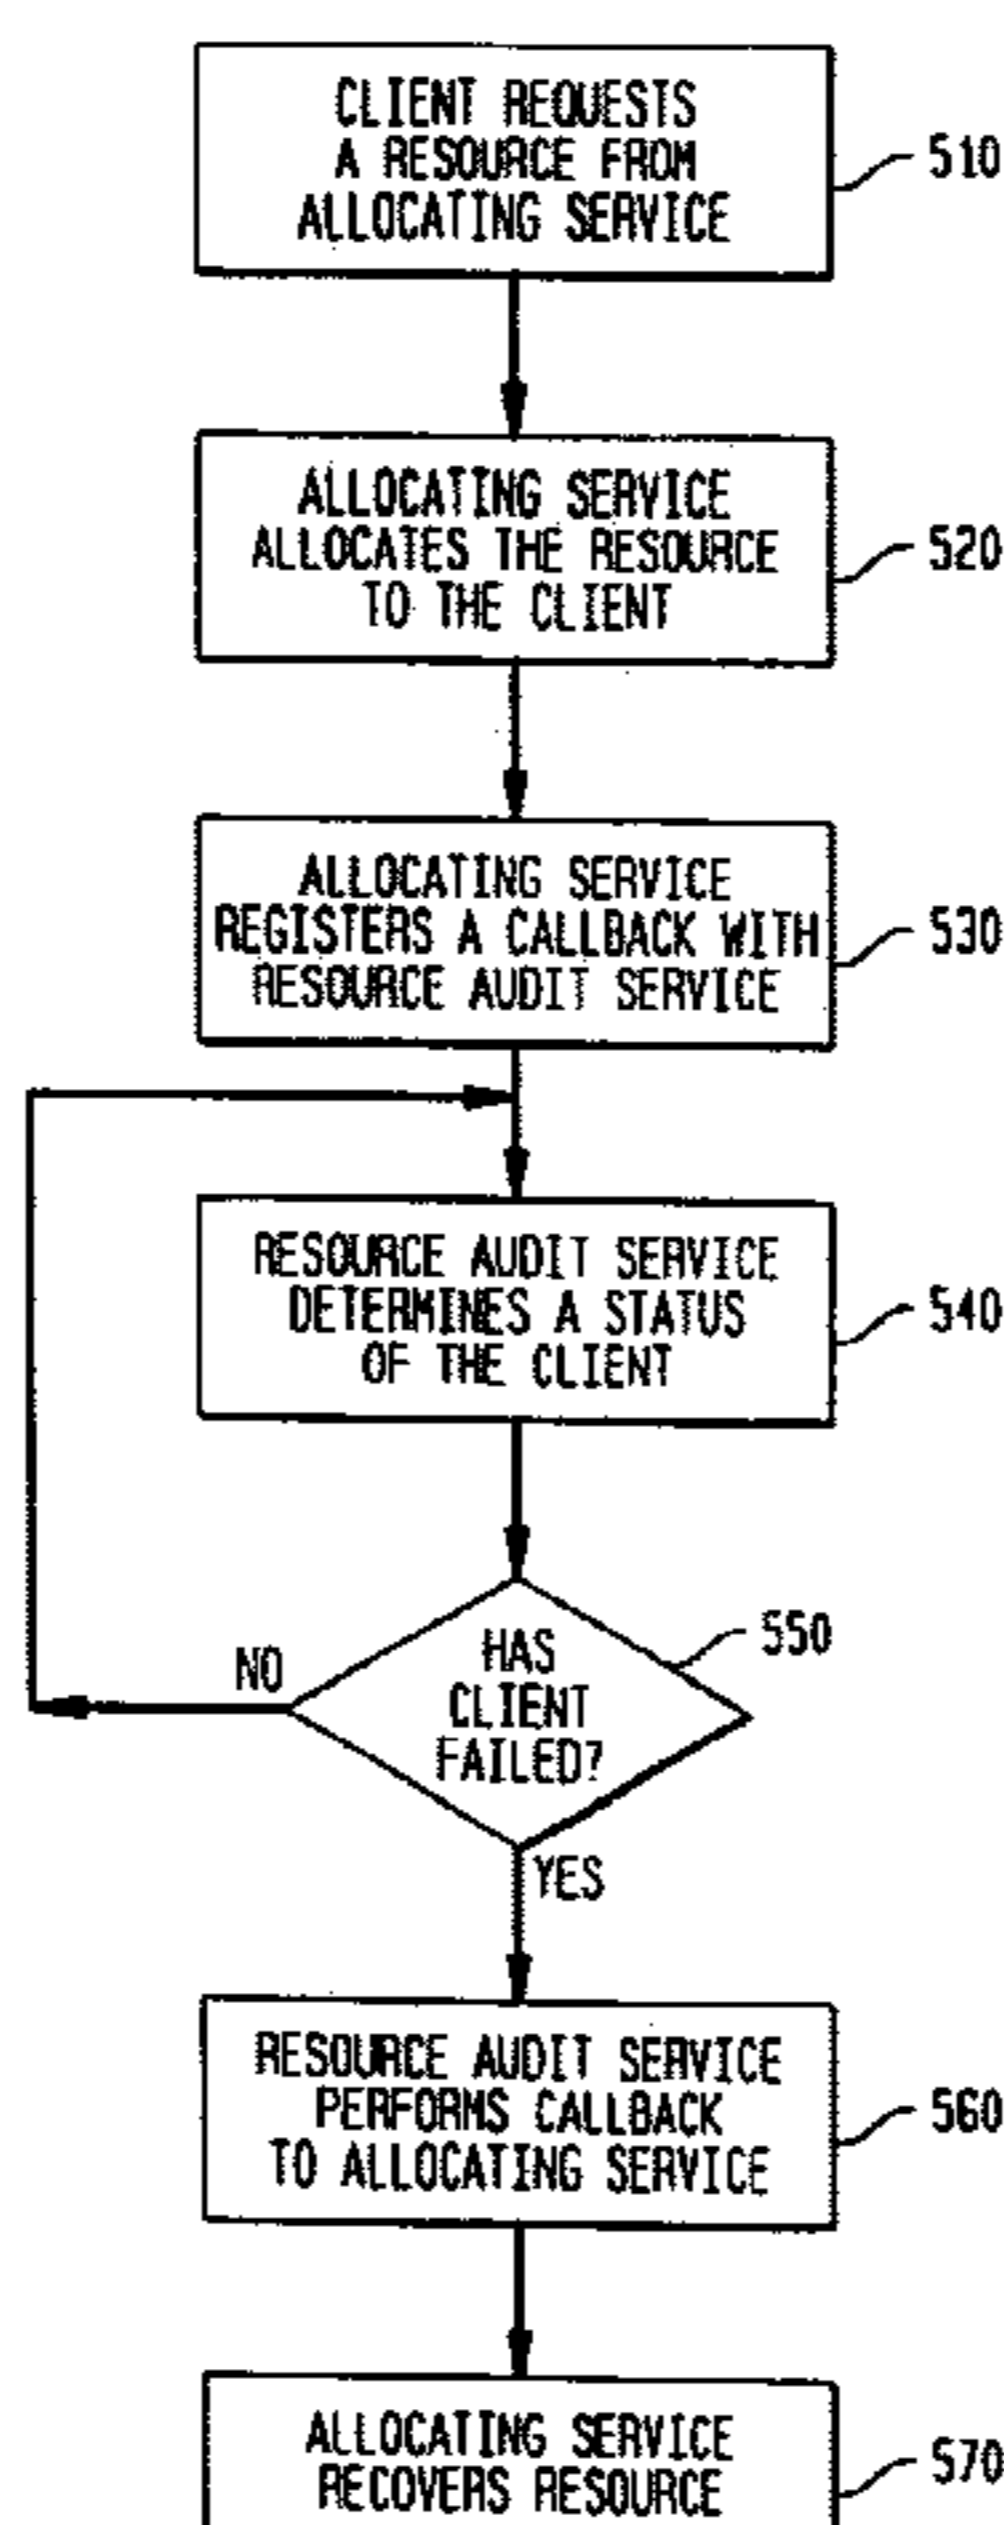 CLIENT REQUESTS
A RESOURCE FROM
ALLOCATING SERVICE
510
ALLOCATING SERVICE
ALLOCATES THE RESOURCE
TO THE CLIENT
520
ALLOCATING SERVICE
REGISTERS A CALLBACK WITH
RESOURCE AUDIT SERVICE
530
RESOURCE AUDIT SERVICE
DETERMINES A STATUS
OF THE CLIENT
540
HAS
CLIENT
FAILED?
550
NO
YES
RESOURCE AUDIT SERVICE
PERFORMS CALLBACK
TO ALLOCATING SERVICE
560
ALLOCATING SERVICE
RECOVERS RESOURCE
570